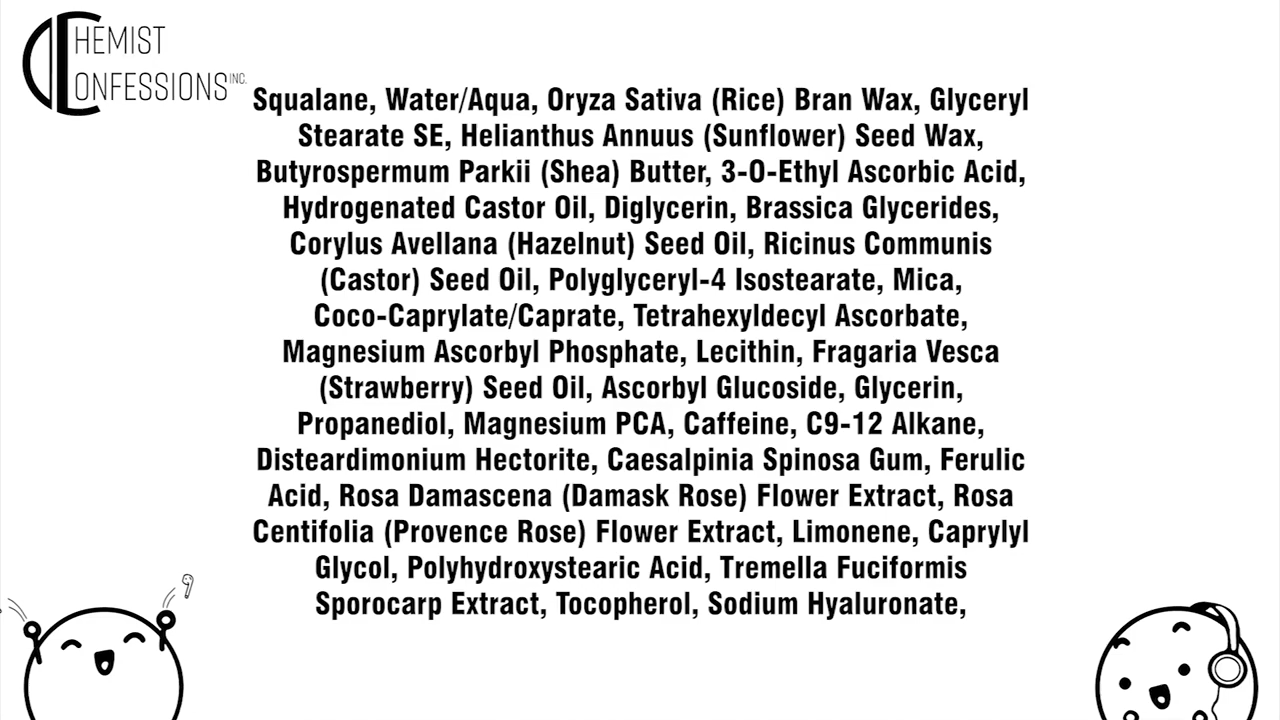 CHEMIST
CONFESSIONS INC.
Squalane, Water/Aqua, Oryza Sativa (Rice) Bran Wax, Glyceryl
Stearate SE, Helianthus Annuus (Sunflower) Seed Wax,
Butyrospermum Parkii (Shea) Butter, 3-O-Ethyl Ascorbic Acid,
Hydrogenated Castor Oil, Diglycerin, Brassica Glycerides,
Corylus Avellana (Hazelnut) Seed Oil, Ricinus Communis
(Castor) Seed Oil, Polyglyceryl-4 Isostearate, Mica,
Coco-Caprylate/Caprate, Tetrahexyldecyl Ascorbate,
Magnesium Ascorbyl Phosphate, Lecithin, Fragaria Vesca
(Strawberry) Seed Oil, Ascorbyl Glucoside, Glycerin,
Propanediol, Magnesium PCA, Caffeine, C9-12 Alkane,
Disteardimonium Hectorite, Caesalpinia Spinosa Gum, Ferulic
Acid, Rosa Damascena (Damask Rose) Flower Extract, Rosa
Centifolia (Provence Rose) Flower Extract, Limonene, Caprylyl
Glycol, Polyhydroxystearic Acid, Tremella Fuciformis
Sporocarp Extract, Tocopherol, Sodium Hyaluronate,